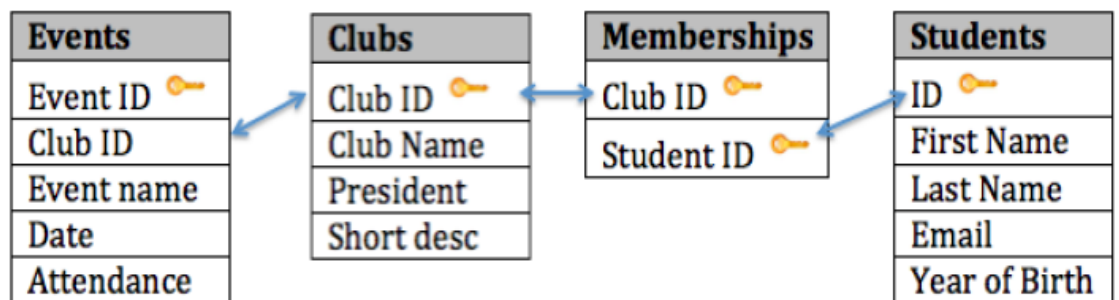 Events
Event ID
Club ID
Event name
Date
Attendance
Clubs
Club ID
Club Name
President
Short desc
Memberships
Club ID
Student ID
Students
ID
First Name
Last Name
Email
Year of Birth